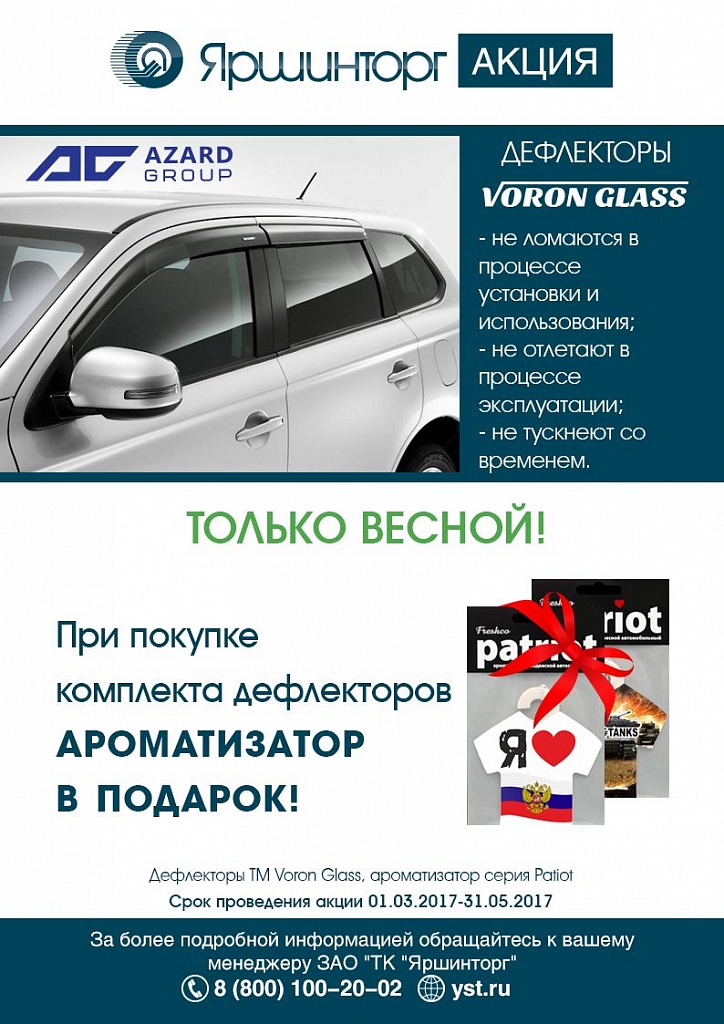 Яршинторг АКЦИЯ
AZARD
GROUP
ДЕФЛЕКТОРЫ
VORON GLASS
- не ломаются в
процессе
установки и
использования;
- не отлетают в
процессе
эксплуатации;
- не тускнеют со
временем.
ТОЛЬКО ВЕСНОЙ!
При покупке
комплекта дефлекторов
АРОМАТИЗАТОР
В ПОДАРОК!
Freshco
riot
Freshco
patriot
TANKS
Я
Дефлекторы ТМ Voron Glass, ароматизатор серия Patiot
Срок проведения акции 01.03.2017-31.05.2017
За более подробной информацией обращайтесь к вашему
менеджеру ЗАО "ТК "Яршинторг"
8 (800) 100-20-02 yst.ru